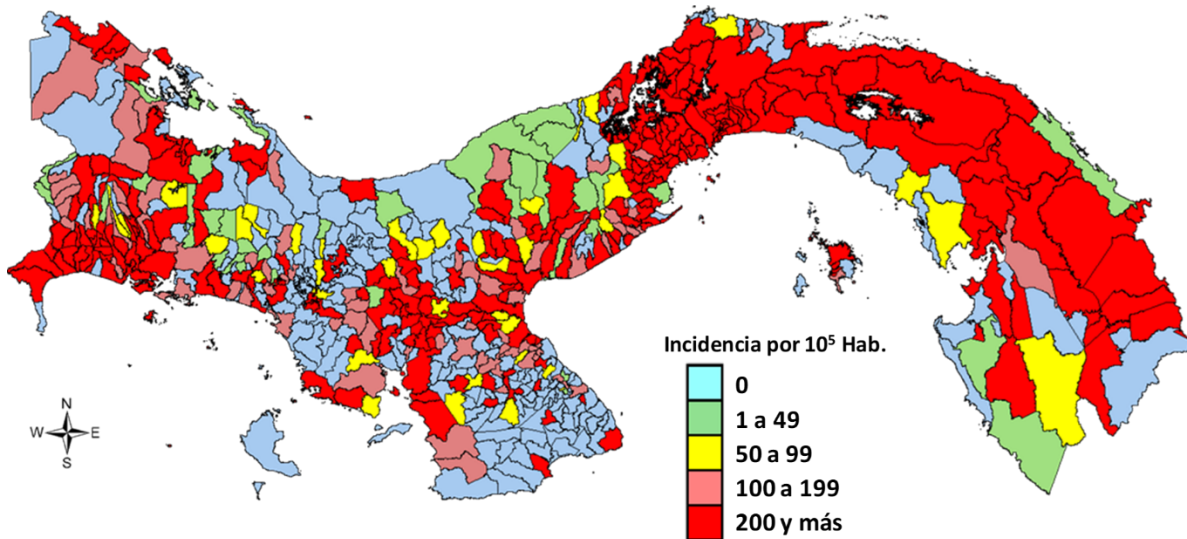 Incidencia por 10⁵ Hab.
0
1 a 49
50 a 99
100 a 199
200 y más
N
W E
S